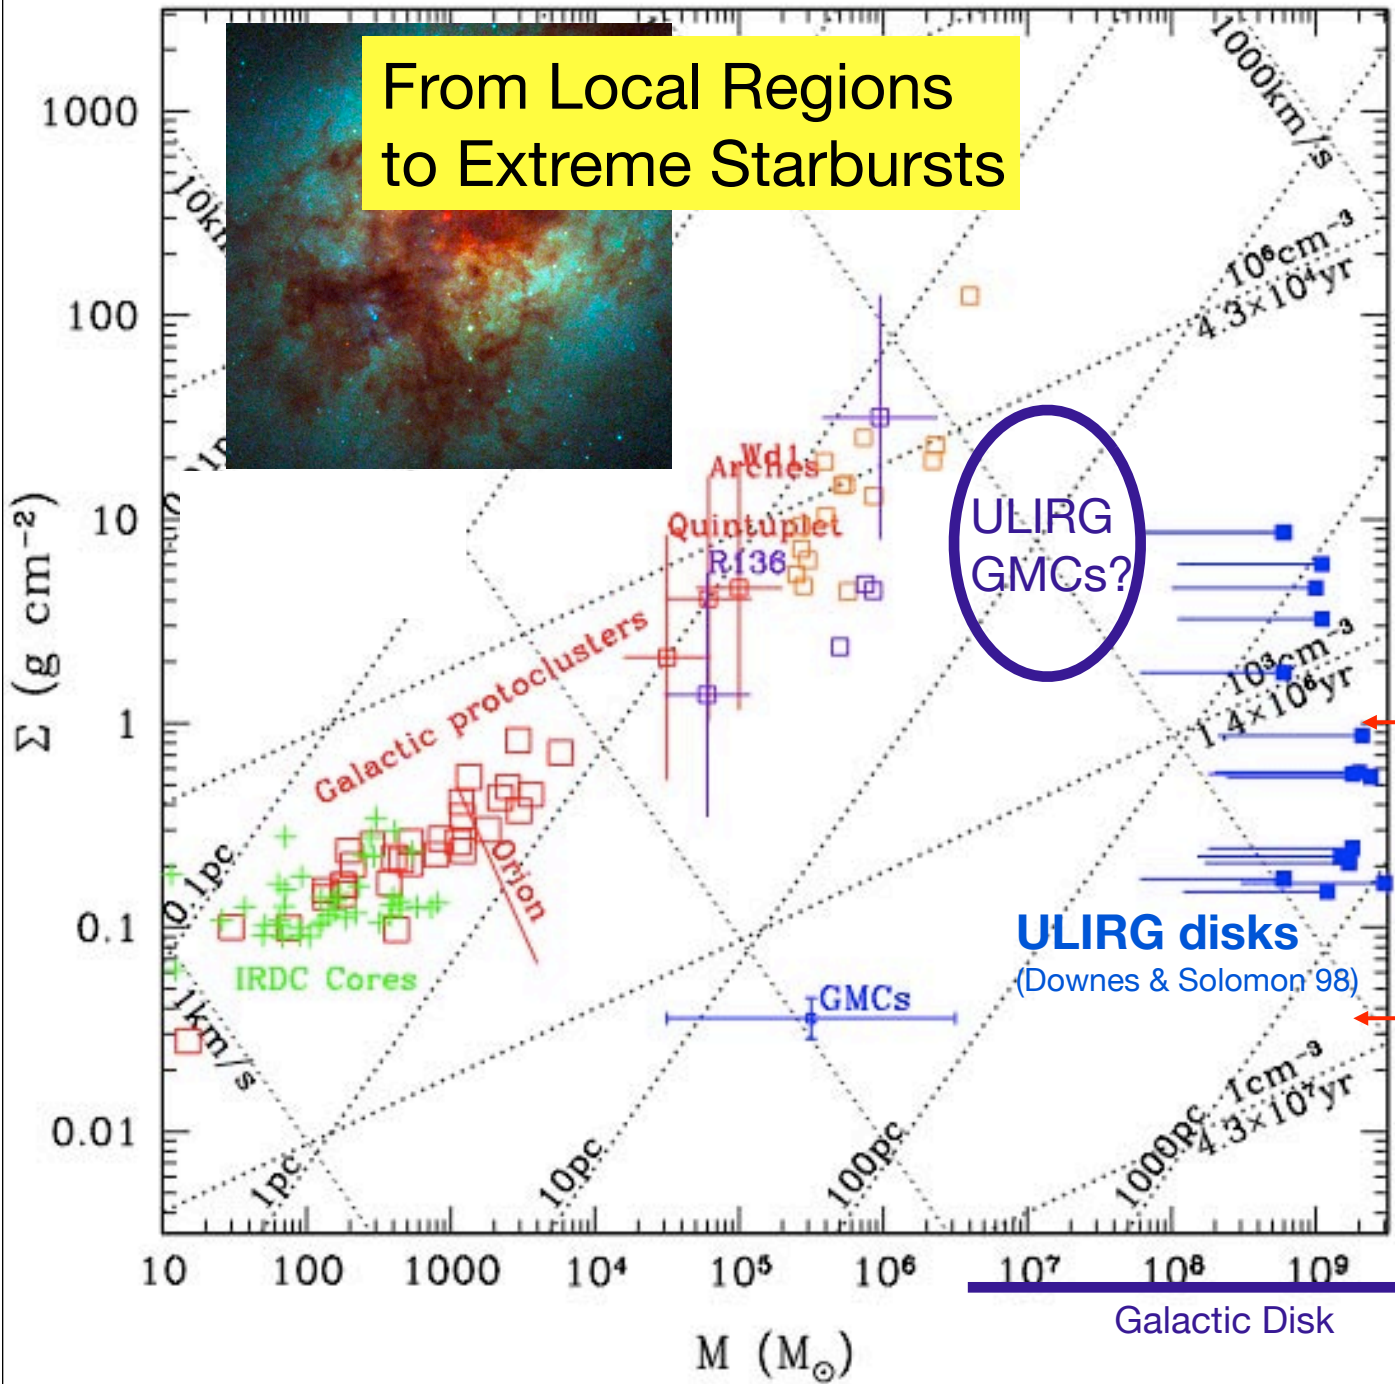 From Local Regions
to Extreme Starbursts
1000
100
10
1
0.1
0.01
Σ (g cm⁻²)
1000km/s
10⁶cm⁻³
4.3×10⁴yr
Wd1
Arches
Quintuplet
R136
ULIRG
GMCs?
Galactic protoclusters
10³cm⁻³
1.4×10⁶yr
Orion
0.1pc
IRDC Cores
ULIRG disks
(Downes & Solomon 98)
GMCs
1km/s
1cm⁻³
4.3×10⁷yr
1pc
10pc
100pc
1000pc
10 100 1000 10⁴ 10⁵ 10⁶ 10⁷ 10⁸ 10⁹
Galactic Disk
M (M⊙)